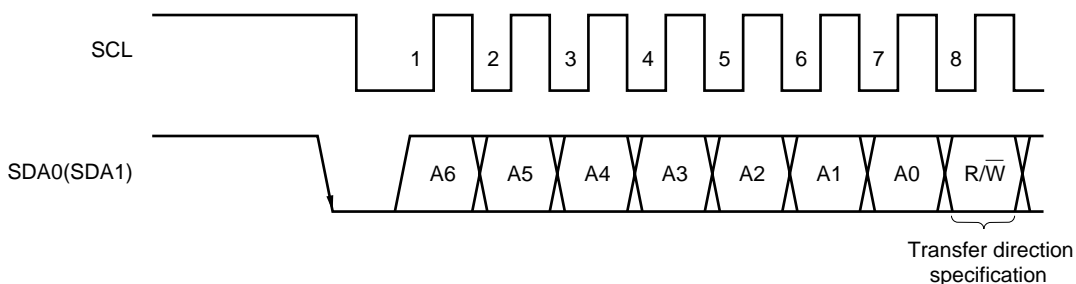 SCL
1 2 3 4 5 6 7 8
SDA0(SDA1)
A6 A5 A4 A3 A2 A1 A0 R/W̅
Transfer direction
specification